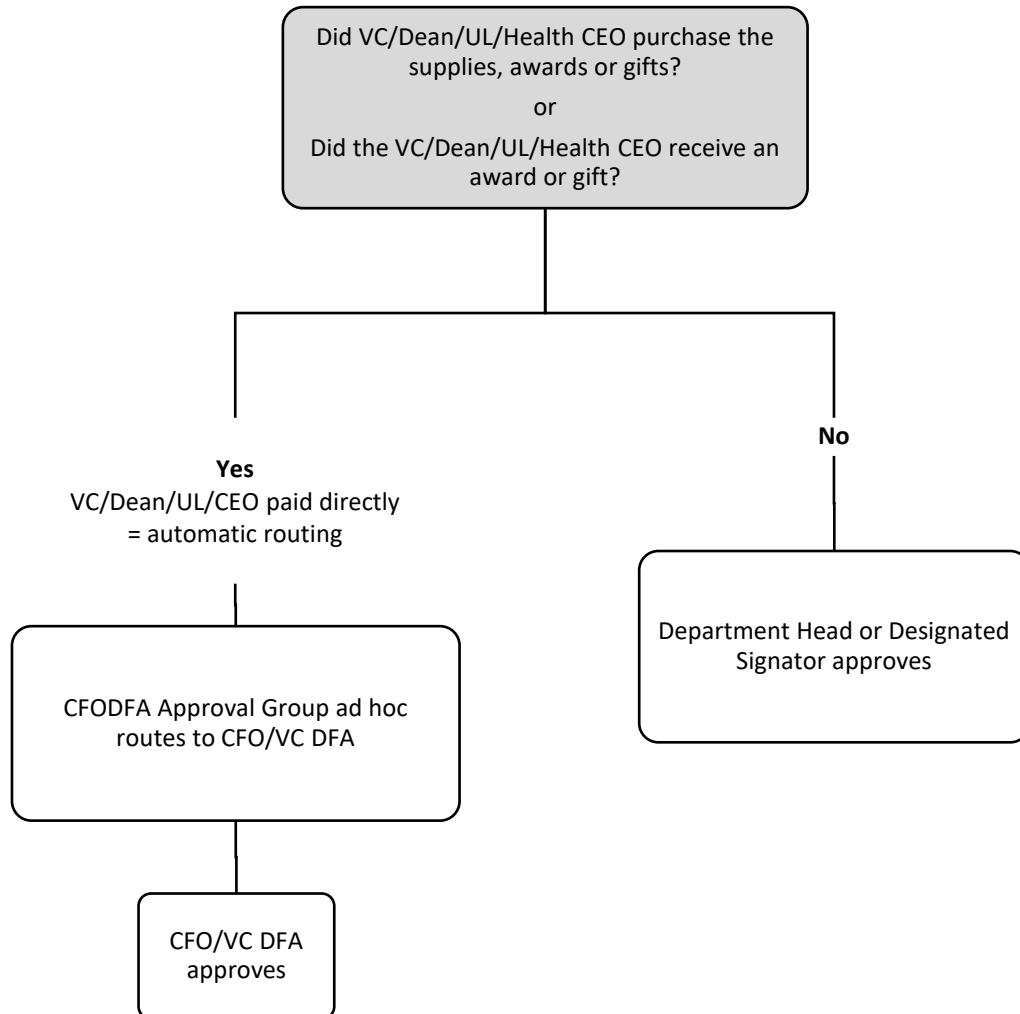 Did VC/Dean/UL/Health CEO purchase the
supplies, awards or gifts?
or
Did the VC/Dean/UL/Health CEO receive an
award or gift?
Yes
VC/Dean/UL/CEO paid directly
= automatic routing
No
CFODFA Approval Group ad hoc
routes to CFO/VC DFA
Department Head or Designated
Signator approves
CFO/VC DFA
approves